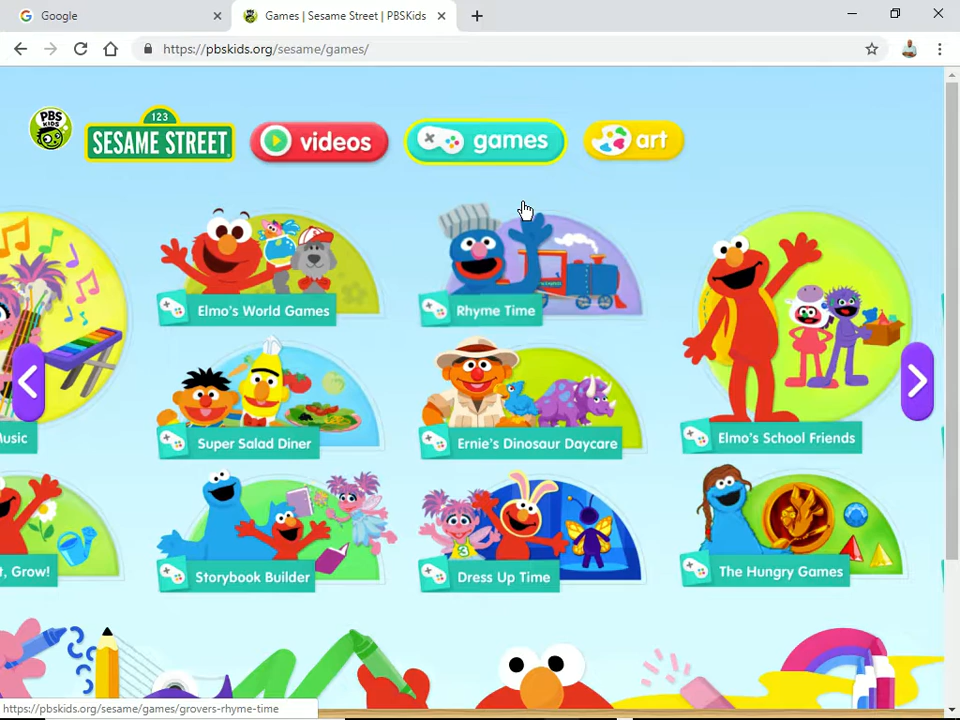 Google
Games | Sesame Street | PBSKids
https://pbskids.org/sesame/games/
PBS KIDS
123
SESAME STREET
videos
games
art
Elmo's World Games
Rhyme Time
Super Salad Diner
Ernie's Dinosaur Daycare
Elmo's School Friends
Music
t, Grow!
Storybook Builder
3
Dress Up Time
The Hungry Games
https://pbskids.org/sesame/games/grovers-rhyme-time